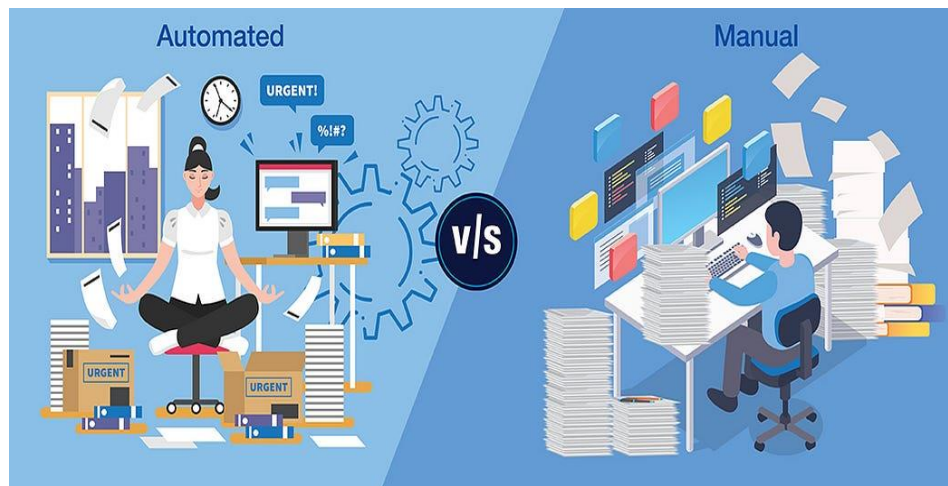 Automated
Manual
URGENT!
%!#?
V/S
URGENT
URGENT